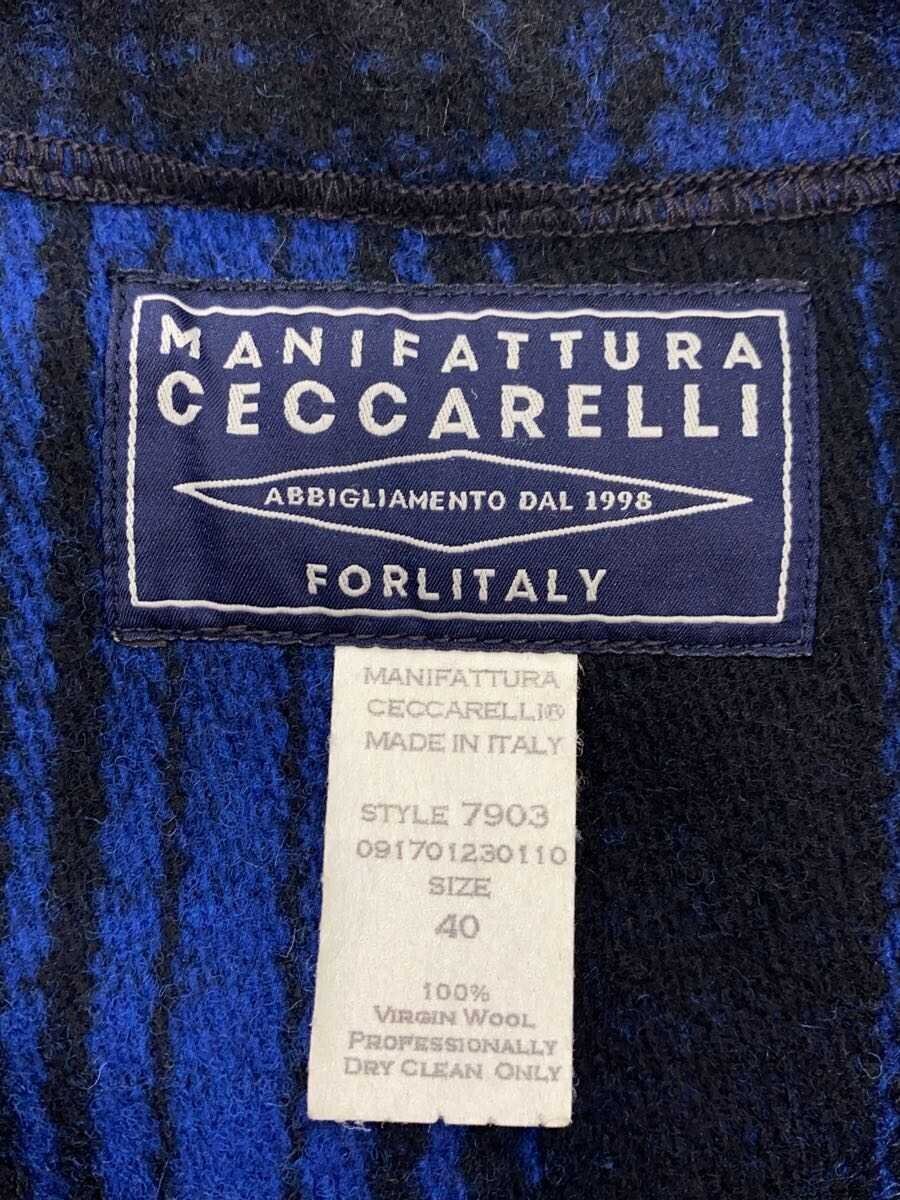 MANIFATTURA
CECCARELLI
ABBIGLIAMENTO DAL 1998
FORLITALY
MANIFATTURA
CECCARELLI®
MADE IN ITALY
STYLE 7903
091701230110
SIZE
40
100%
VIRGIN WOOL
PROFESSIONALLY
DRY CLEAN ONLY